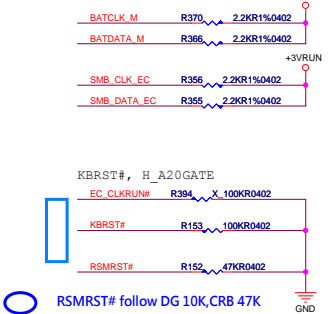 BATCLK_M R370 2.2KR1%0402
BATDATA_M R366 2.2KR1%0402
+3VRUN
SMB_CLK_EC R356 2.2KR1%0402
SMB_DATA_EC R355 2.2KR1%0402
KBRST#, H_A20GATE
EC_CLKRUN# R394 X_100KR0402
KBRST# R153 100KR0402
RSMRST# R152 47KR0402
GND
RSMRST# follow DG 10K,CRB 47K